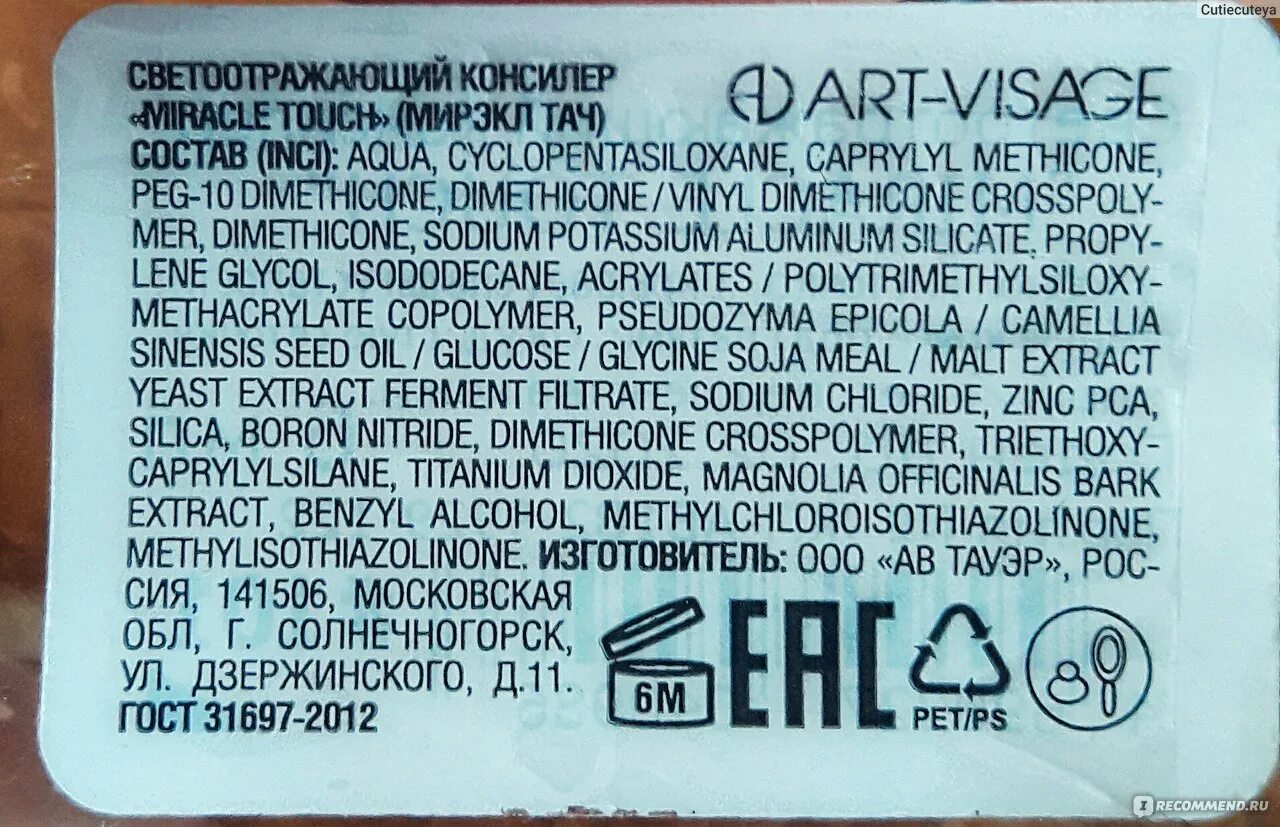 Cutiecuteya
СВЕТООТРАЖАЮЩИЙ КОНСИЛЕР
«MIRACLE TOUCH» (МИРЭКЛ ТАЧ)
ART-VISAGE
СОСТАВ (INCI): AQUA, CYCLOPENTASILOXANE, CAPRYLYL METHICONE,
PEG-10 DIMETHICONE, DIMETHICONE / VINYL DIMETHICONE CROSSPOLY-
MER, DIMETHICONE, SODIUM POTASSIUM ALUMINUM SILICATE, PROPY-
LENE GLYCOL, ISODODECANE, ACRYLATES / POLYTRIMETHYLSILOXY-
METHACRYLATE COPOLYMER, PSEUDOZYMA EPICOLA / CAMELLIA
SINENSIS SEED OIL / GLUCOSE / GLYCINE SOJA MEAL / MALT EXTRACT
YEAST EXTRACT FERMENT FILTRATE, SODIUM CHLORIDE, ZINC PCA,
SILICA, BORON NITRIDE, DIMETHICONE CROSSPOLYMER, TRIETHOXY-
CAPRYLYLSILANE, TITANIUM DIOXIDE, MAGNOLIA OFFICINALIS BARK
EXTRACT, BENZYL ALCOHOL, METHYLCHLOROISOTHIAZOLINONE,
METHYLISOTHIAZOLINONE. ИЗГОТОВИТЕЛЬ: ООО «АВ ТАУЭР», РОС-
СИЯ, 141506, МОСКОВСКАЯ
ОБЛ, Г. СОЛНЕЧНОГОРСК,
УЛ. ДЗЕРЖИНСКОГО, Д.11.
ГОСТ 31697-2012
6М
EAC
PET/PS
IRECOMMEND.RU